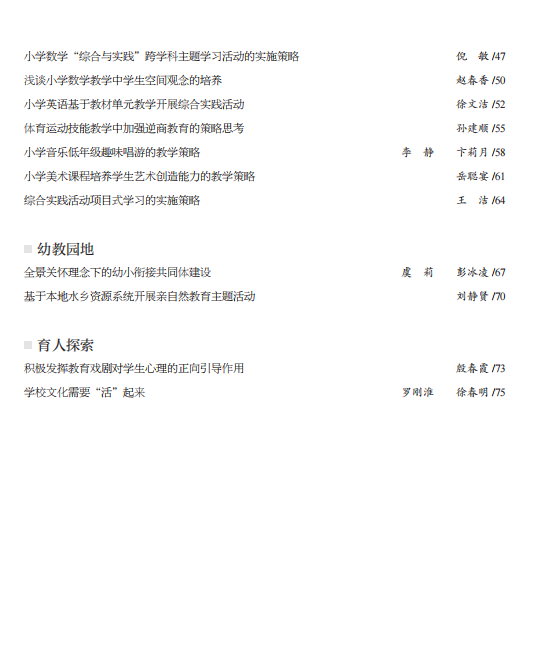 小学数学“综合与实践”跨学科主题学习活动的实施策略 倪 敏 /47
浅谈小学数学教学中学生空间观念的培养 赵春香 /50
小学英语基于教材单元教学开展综合实践活动 徐文洁 /52
体育运动技能教学中加强逆商教育的策略思考 孙建顺 /55
小学音乐低年级趣味唱游的教学策略 李 静 卞莉月 /58
小学美术课程培养学生艺术创造能力的教学策略 岳聪宴 /61
综合实践活动项目式学习的实施策略 王 洁 /64
幼教园地
全景关怀理念下的幼小衔接共同体建设 虞 莉 彭冰凌 /67
基于本地水乡资源系统开展亲自然教育主题活动 刘静贤 /70
育人探索
积极发挥教育戏剧对学生心理的正向引导作用 殷春霞 /73
学校文化需要“活”起来 罗刚淮 徐春明 /75